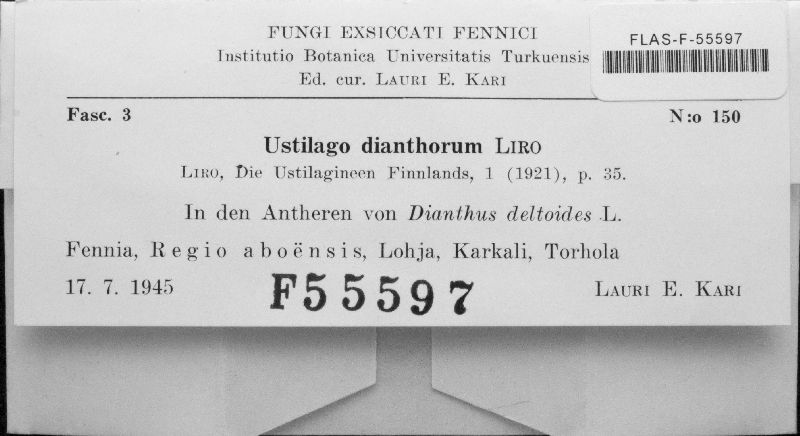 FUNGI EXSICCATI FENNICI
Institutio Botanica Universitatis Turkuensis
Ed. cur. LAURI E. KARI
FLAS-F-55597
Fasc. 3 N:o 150
Ustilago dianthorum LIRO
LIRO, Die Ustilagineen Finnlands, 1 (1921), p. 35.
In den Antheren von Dianthus deltoides L.
Fennia, Regio aboënsis, Lohja, Karkali, Torhola
17. 7. 1945 F55597 LAURI E. KARI